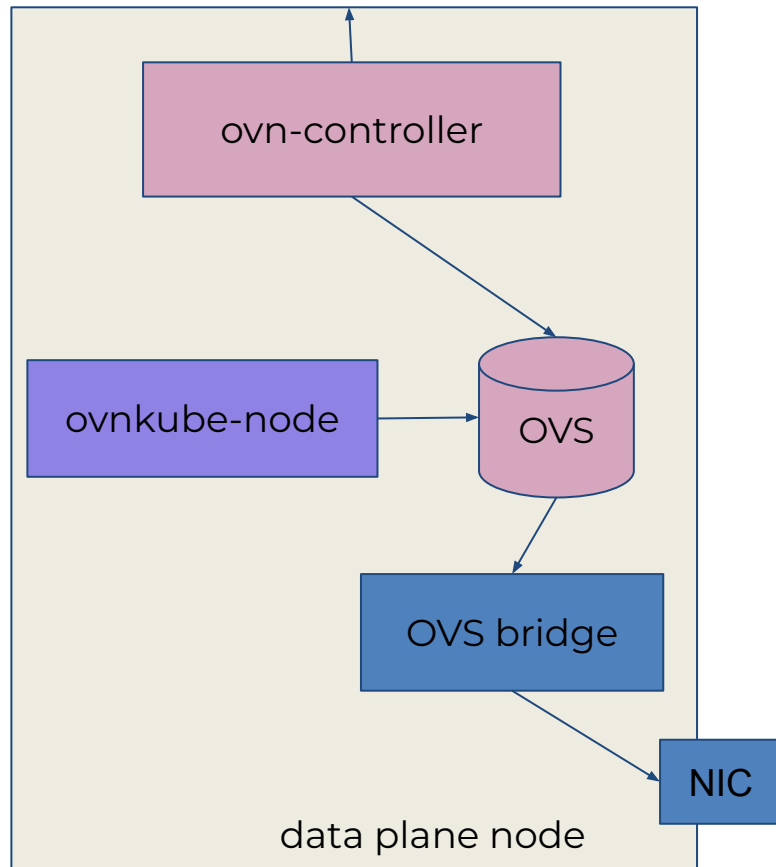 ovn-controller
ovnkube-node
OVS
OVS bridge
NIC
data plane node